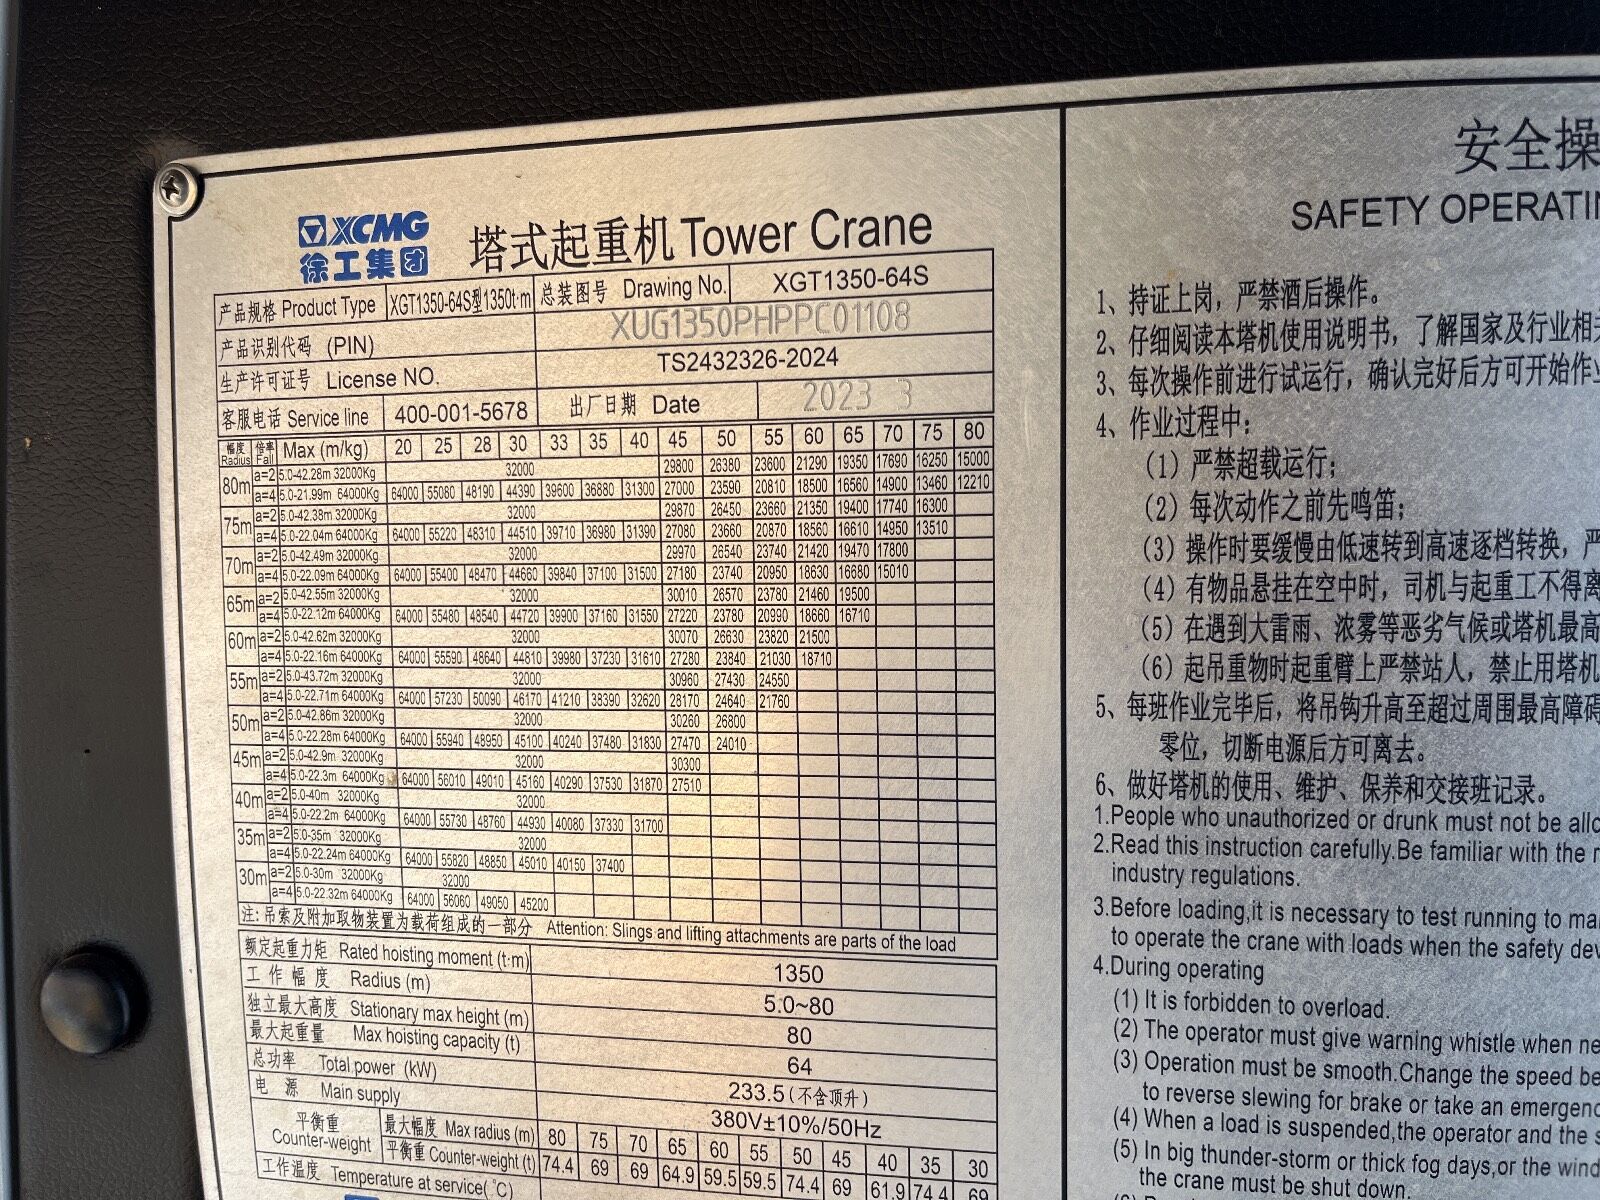 XCMG
徐工集团
塔式起重机 Tower Crane
产品规格 Product Type XGT1350-64S型1350t·m 总装图号 Drawing No. XGT1350-64S
产品识别代码 (PIN) XUG1350PHPPC01108
生产许可证号 License NO. TS2432326-2024
客服电话 Service line 400-001-5678 出厂日期 Date 2023 3
幅度 Radius 倍率 Fall Max (m/kg) 20 25 28 30 33 35 40 45 50 55 60 65 70 75 80
80m a=2 5.0-42.28m 32000Kg 32000 29800 26380 23600 21290 19350 17690 16250 15000
a=4 5.0-21.99m 64000Kg 64000 55080 48190 44390 39600 36880 31300 27000 23590 20810 18500 16560 14900 13460 12210
75m a=2 5.0-42.38m 32000Kg 32000 29870 26450 23660 21350 19400 17740 16300
a=4 5.0-22.04m 64000Kg 64000 55220 48310 44510 39710 36980 31390 27080 23660 20870 18560 16610 14950 13510
70m a=2 5.0-42.49m 32000Kg 32000 29970 26540 23740 21420 19470 17800
a=4 5.0-22.09m 64000Kg 64000 55400 48470 44660 39840 37100 31500 27180 23740 20950 18630 16680 15010
65m a=2 5.0-42.55m 32000Kg 32000 30010 26570 23780 21460 19500
a=4 5.0-22.12m 64000Kg 64000 55480 48540 44720 39900 37160 31550 27220 23780 20990 18660 16710
60m a=2 5.0-42.62m 32000Kg 32000 30070 26630 23820 21500
a=4 5.0-22.16m 64000Kg 64000 55590 48640 44810 39980 37230 31610 27280 23840 21030 18710
55m a=2 5.0-43.72m 32000Kg 32000 30960 27430 24550
a=4 5.0-22.71m 64000Kg 64000 57230 50090 46170 41210 38390 32620 28170 24640 21760
50m a=2 5.0-42.86m 32000Kg 32000 30260 26800
a=4 5.0-22.28m 64000Kg 64000 55940 48950 45100 40240 37480 31830 27470 24010
45m a=2 5.0-42.9m 32000Kg 32000 30300
a=4 5.0-22.3m 64000Kg 64000 56010 49010 45160 40290 37530 31870 27510
40m a=2 5.0-40m 32000Kg 32000
a=4 5.0-22.2m 64000Kg 64000 55730 48760 44930 40080 37330 31700
35m a=2 5.0-35m 32000Kg 32000
a=4 5.0-22.24m 64000Kg 64000 55820 48850 45010 40150 37400
30m a=2 5.0-30m 32000Kg 32000
a=4 5.0-22.32m 64000Kg 64000 56060 49050 45200
注: 吊索及附加取物装置为载荷组成的一部分 Attention: Slings and lifting attachments are parts of the load
额定起重力矩 Rated hoisting moment (t·m) 1350
工作幅度 Radius (m) 5.0~80
独立最大高度 Stationary max height (m) 80
最大起重量 Max hoisting capacity (t) 64
总功率 Total power (kW) 233.5 (不含顶升)
电源 Main supply 380V±10%/50Hz
平衡重 Counter-weight 最大幅度 Max radius (m) 80 75 70 65 60 55 50 45 40 35 30
平衡重 Counter-weight (t) 74.4 69 69 64.9 59.5 59.5 74.4 69 61.9 74.4 69
工作温度 Temperature at service(℃)
安全操
SAFETY OPERATIN
1、持证上岗，严禁酒后操作。
2、仔细阅读本塔机使用说明书，了解国家及行业相关
3、每次操作前进行试运行，确认完好后方可开始作业
4、作业过程中:
(1) 严禁超载运行;
(2) 每次动作之前先鸣笛;
(3) 操作时要缓慢由低速转到高速逐档转换，严
(4) 有物品悬挂在空中时，司机与起重工不得离
(5) 在遇到大雷雨、浓雾等恶劣气候或塔机最高
(6) 起吊重物时起重臂上严禁站人，禁止用塔机
5、每班作业完毕后，将吊钩升高至超过周围最高障碍
零位，切断电源后方可离去。
6、做好塔机的使用、维护、保养和交接班记录。
1.People who unauthorized or drunk must not be allo
2.Read this instruction carefully.Be familiar with the r
industry regulations.
3.Before loading,it is necessary to test running to ma
to operate the crane with loads when the safety dev
4.During operating
(1) It is forbidden to overload.
(2) The operator must give warning whistle when ne
(3) Operation must be smooth.Change the speed be
to reverse slewing for brake or take an emergenc
(4) When a load is suspended,the operator and the s
(5) In big thunder-storm or thick fog days,or the wind
the crane must be shut down